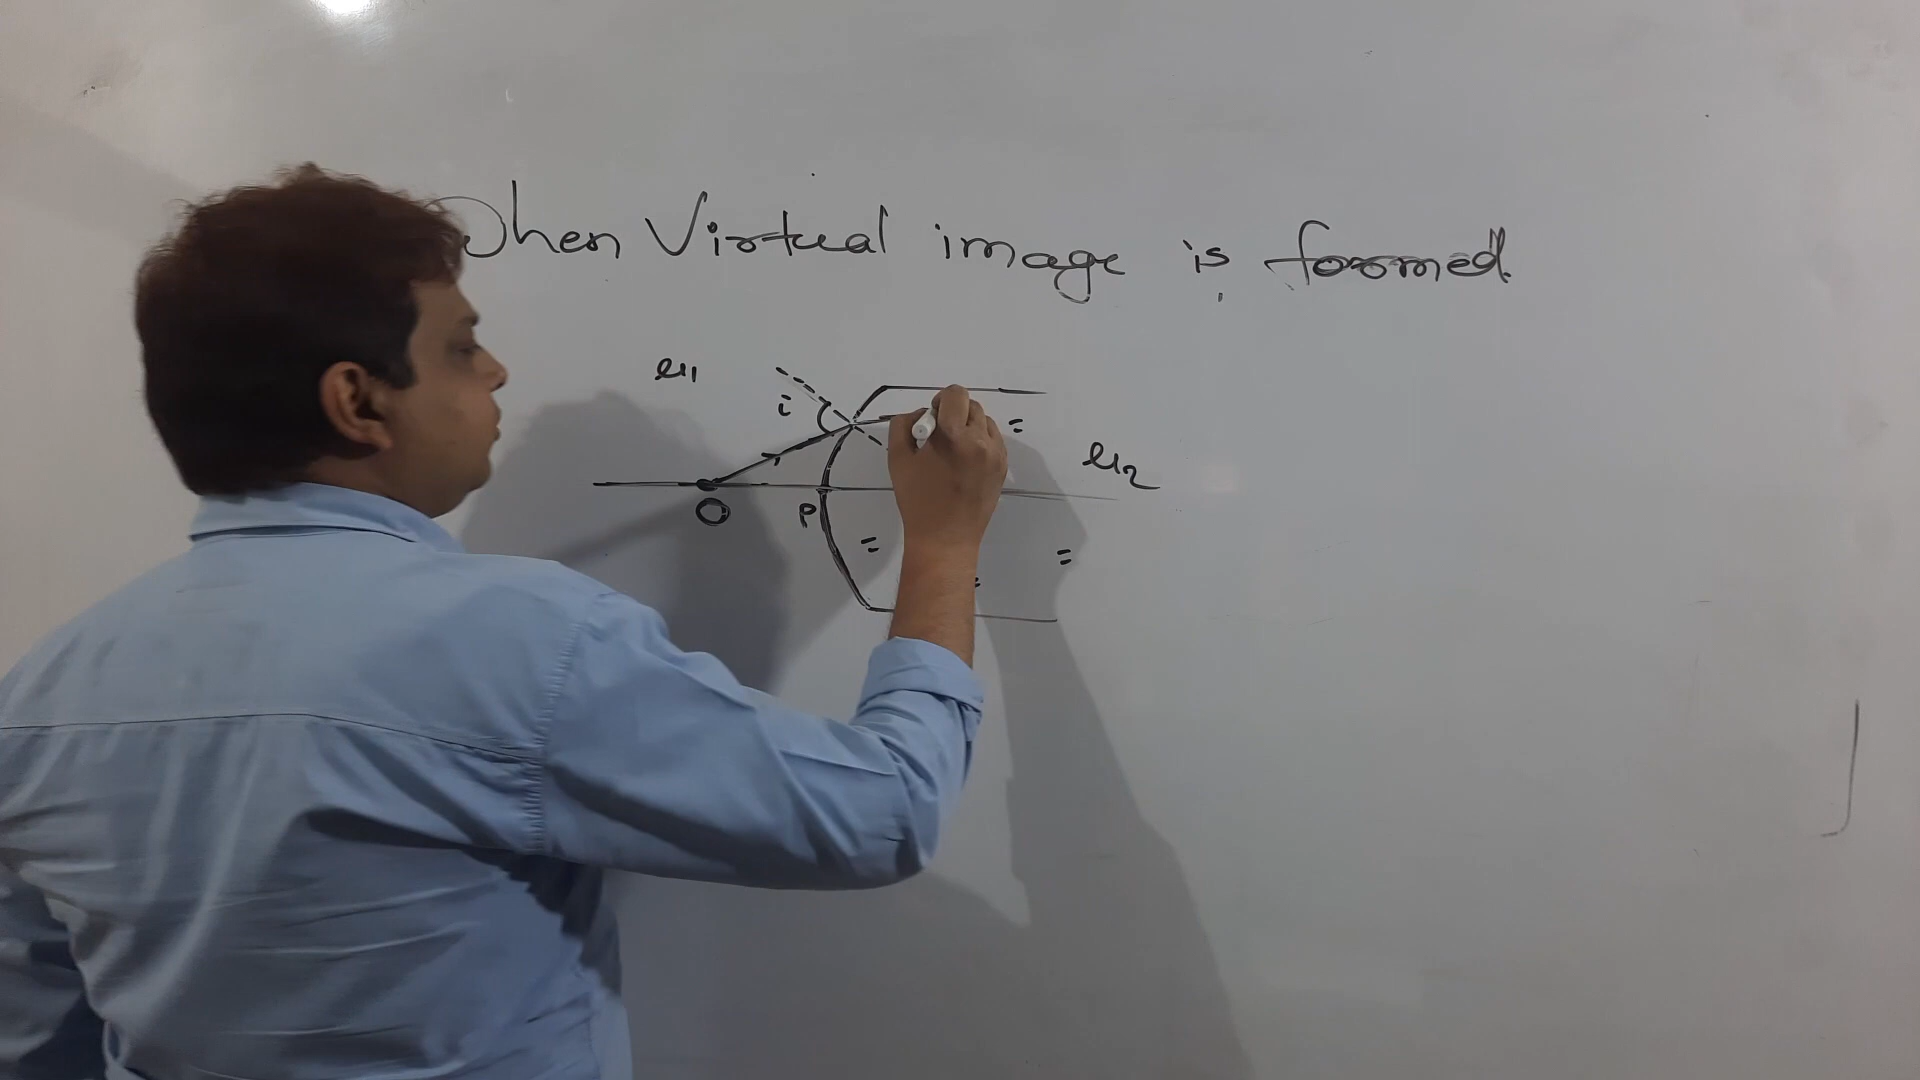 When Virtual image is formed.
μ1
i
μ2
O P